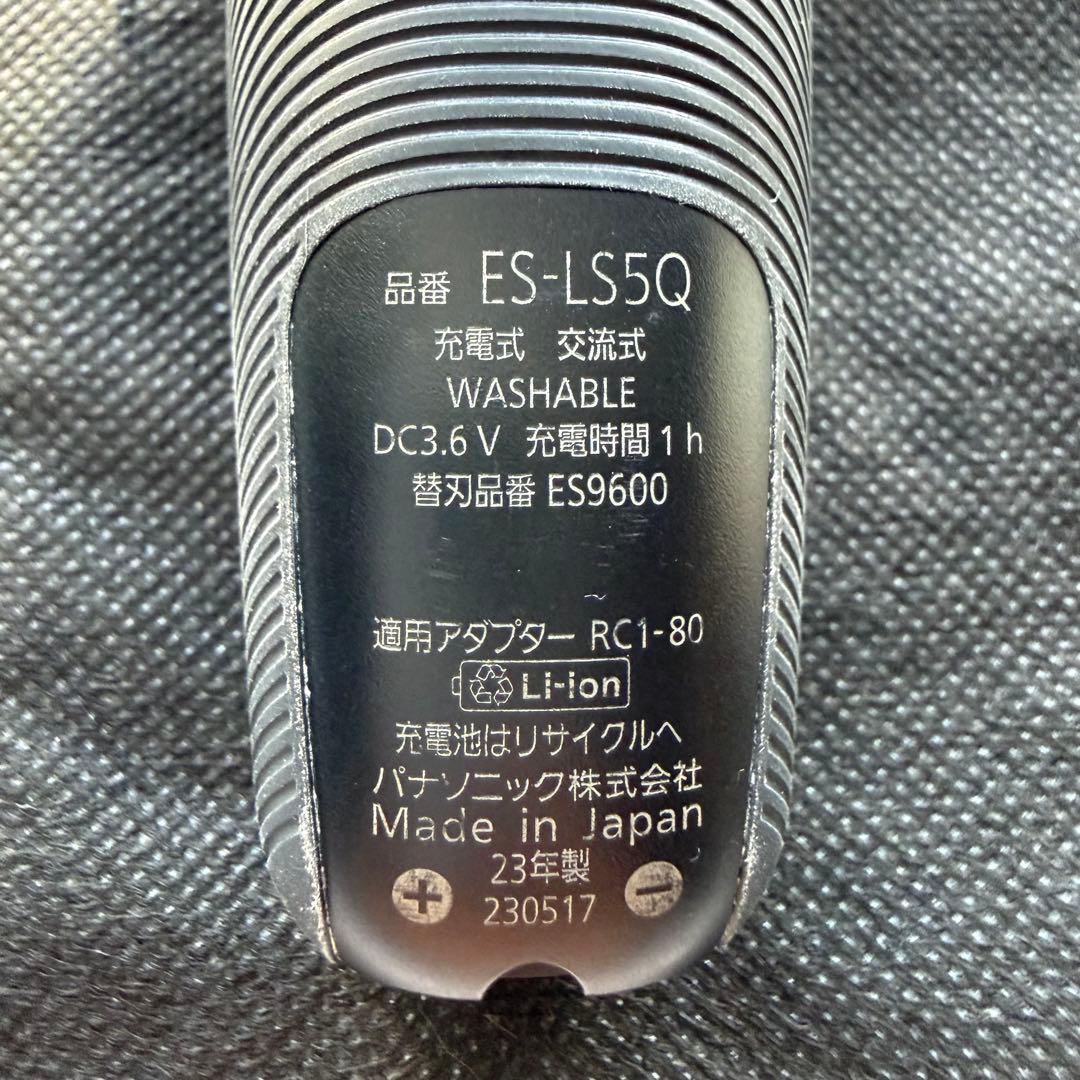 品番 ES-LS5Q
充電式 交流式
WASHABLE
DC3.6 V 充電時間 1 h
替刃品番 ES9600
適用アダプター RC1-80
Li-ion
充電池はリサイクルへ
パナソニック株式会社
Made in Japan
23年製
+ 230517 −